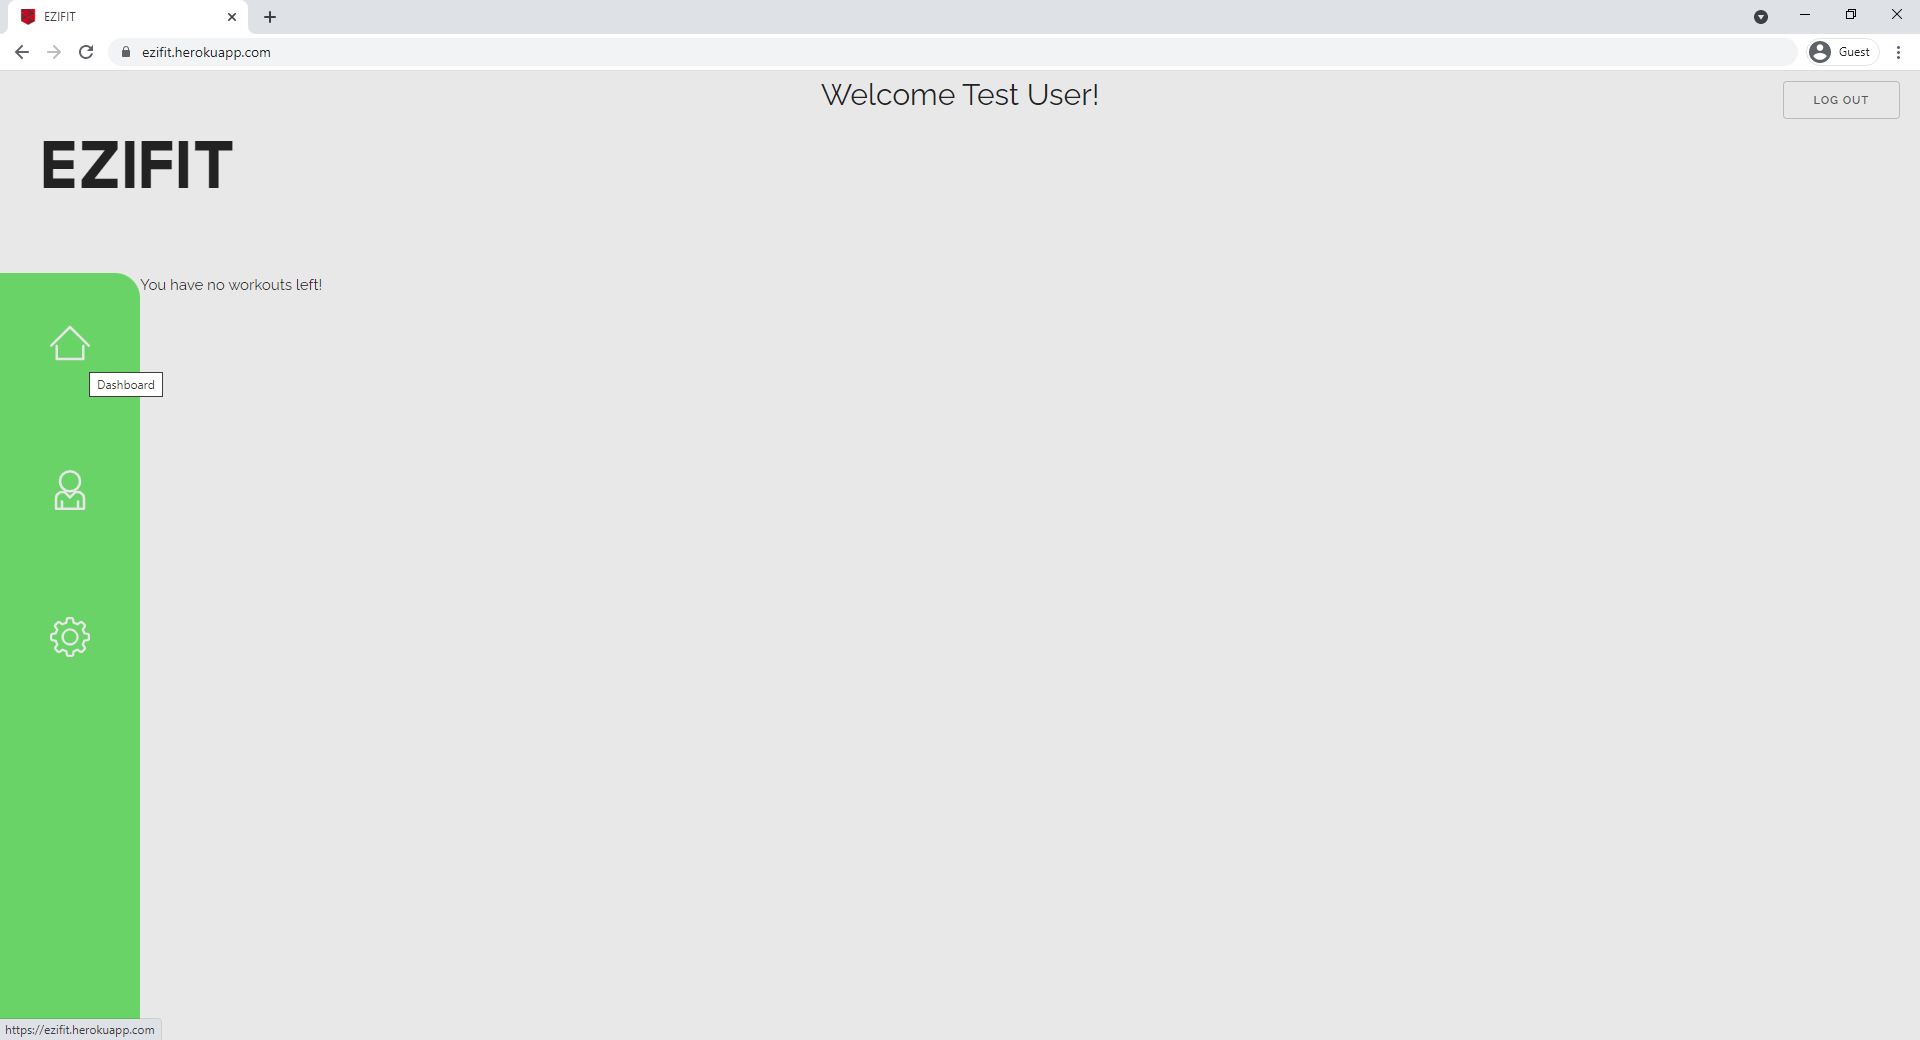 EZIFIT
ezifit.herokuapp.com
Guest
Welcome Test User!
LOG OUT
EZIFIT
You have no workouts left!
Dashboard
https://ezifit.herokuapp.com